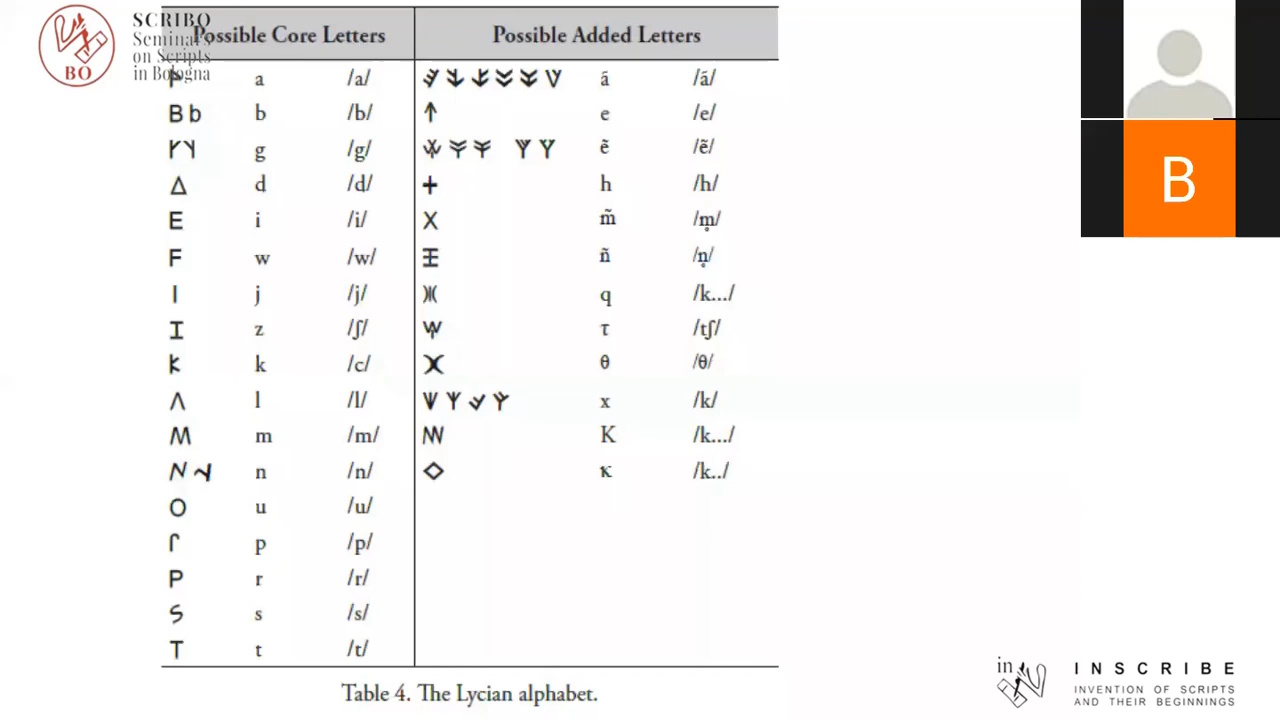 SCRIBO
Seminars
on Scripts
in Bologna
BO
Possible Core Letters Possible Added Letters
a /a/ ã /ã/
B b b /b/ ↑ e /e/
g /g/ ẽ /ẽ/
Δ d /d/ + h /h/
E i /i/ X m̃ /m̥/
F w /w/ ñ /n̥/
I j /j/ q /k.../
I z /ʃ/ τ /tʃ/
k /c/ θ /θ/
Λ l /l/ x /k/
M m /m/ K /k.../
N n /n/ ◇ κ /k../
O u /u/
p /p/
P r /r/
S s /s/
T t /t/
Table 4. The Lycian alphabet.
B
in
INSCRIBE
INVENTION OF SCRIPTS
AND THEIR BEGINNINGS